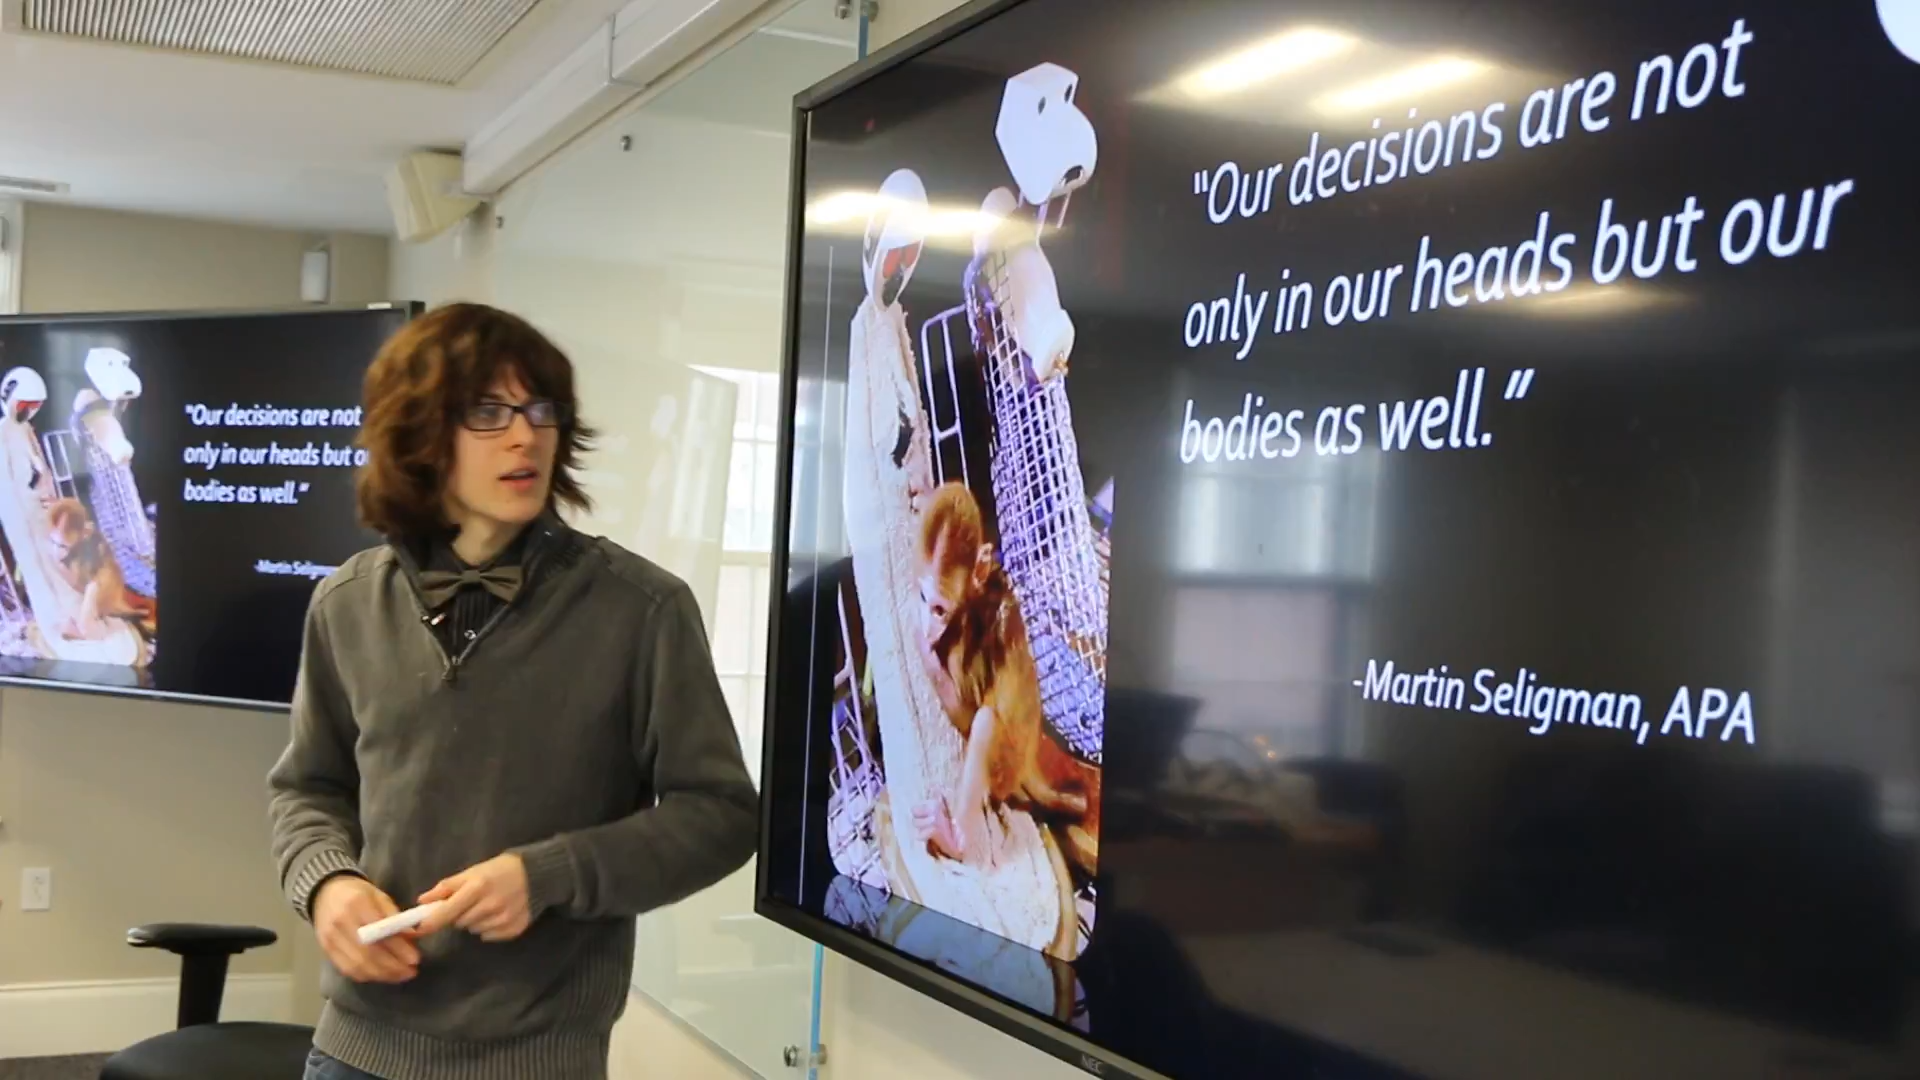 "Our decisions are not
only in our heads but our
bodies as well."
-Martin Seligman, APA
"Our decisions are not
only in our heads but
bodies as well."
-Martin
NEC